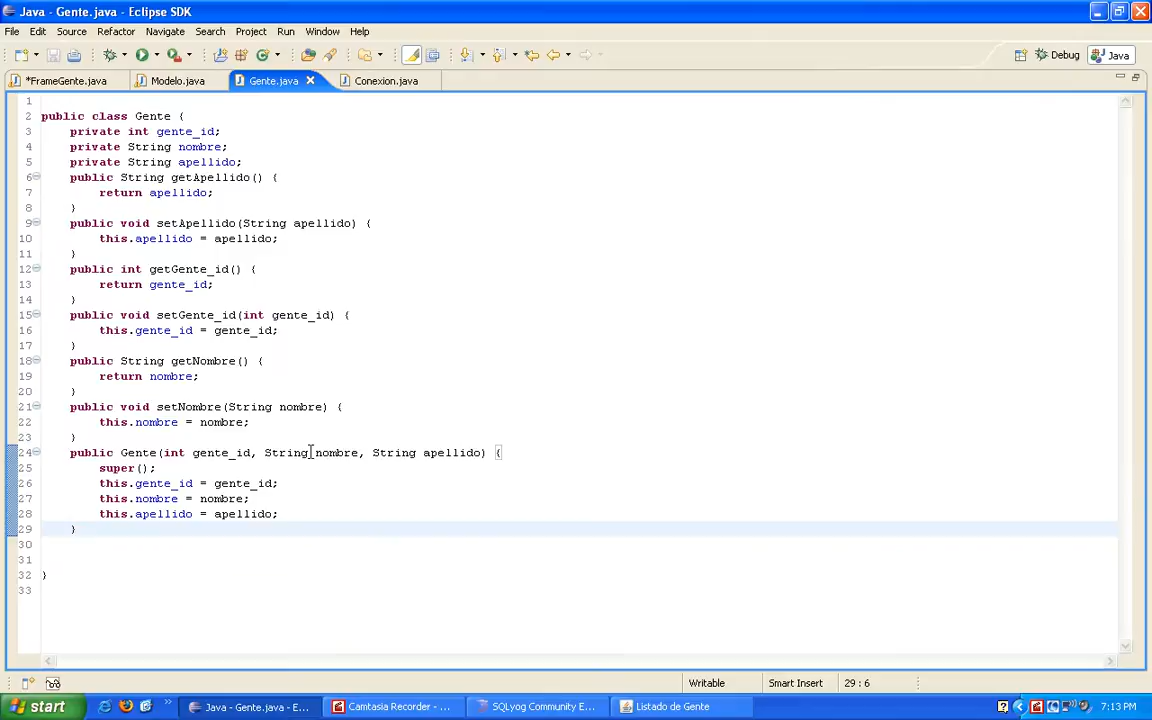 Java - Gente.java - Eclipse SDK
File Edit Source Refactor Navigate Search Project Run Window Help
Debug Java
*FrameGente.java Modelo.java Gente.java Conexion.java
1
2 public class Gente {
3 private int gente_id;
4 private String nombre;
5 private String apellido;
6 public String getApellido() {
7 return apellido;
8 }
9 public void setApellido(String apellido) {
10 this.apellido = apellido;
11 }
12 public int getGente_id() {
13 return gente_id;
14 }
15 public void setGente_id(int gente_id) {
16 this.gente_id = gente_id;
17 }
18 public String getNombre() {
19 return nombre;
20 }
21 public void setNombre(String nombre) {
22 this.nombre = nombre;
23 }
24 public Gente(int gente_id, String nombre, String apellido) {
25 super();
26 this.gente_id = gente_id;
27 this.nombre = nombre;
28 this.apellido = apellido;
29 }
30
31
32 }
33
Writable Smart Insert 29 : 6
start Java - Gente.java - E... Camtasia Recorder - ... SQLyog Community E... Listado de Gente 7:13 PM